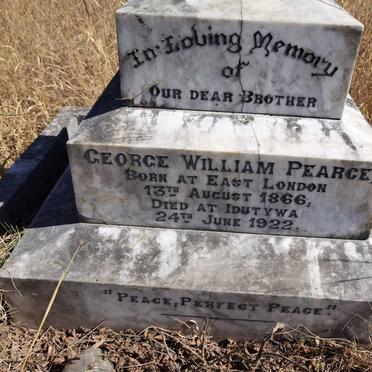 In Loving Memory
of
Our dear Brother
George William Pearce
Born at East London
13th August 1866,
Died at Idutywa
24th June 1922.
"Peace, Perfect Peace"